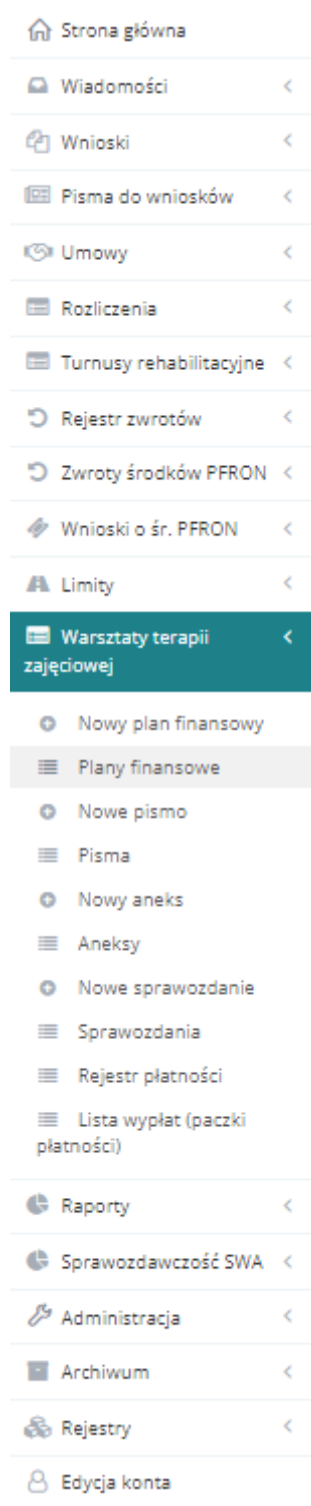 Strona główna
Wiadomości
Wnioski
Pisma do wniosków
Umowy
Rozliczenia
Turnusy rehabilitacyjne
Rejestr zwrotów
Zwroty środków PFRON
Wnioski o śr. PFRON
Limity
Warsztaty terapii
zajęciowej
Nowy plan finansowy
Plany finansowe
Nowe pismo
Pisma
Nowy aneks
Aneksy
Nowe sprawozdanie
Sprawozdania
Rejestr płatności
Lista wypłat (paczki
płatności)
Raporty
Sprawozdawczość SWA
Administracja
Archiwum
Rejestry
Edycja konta